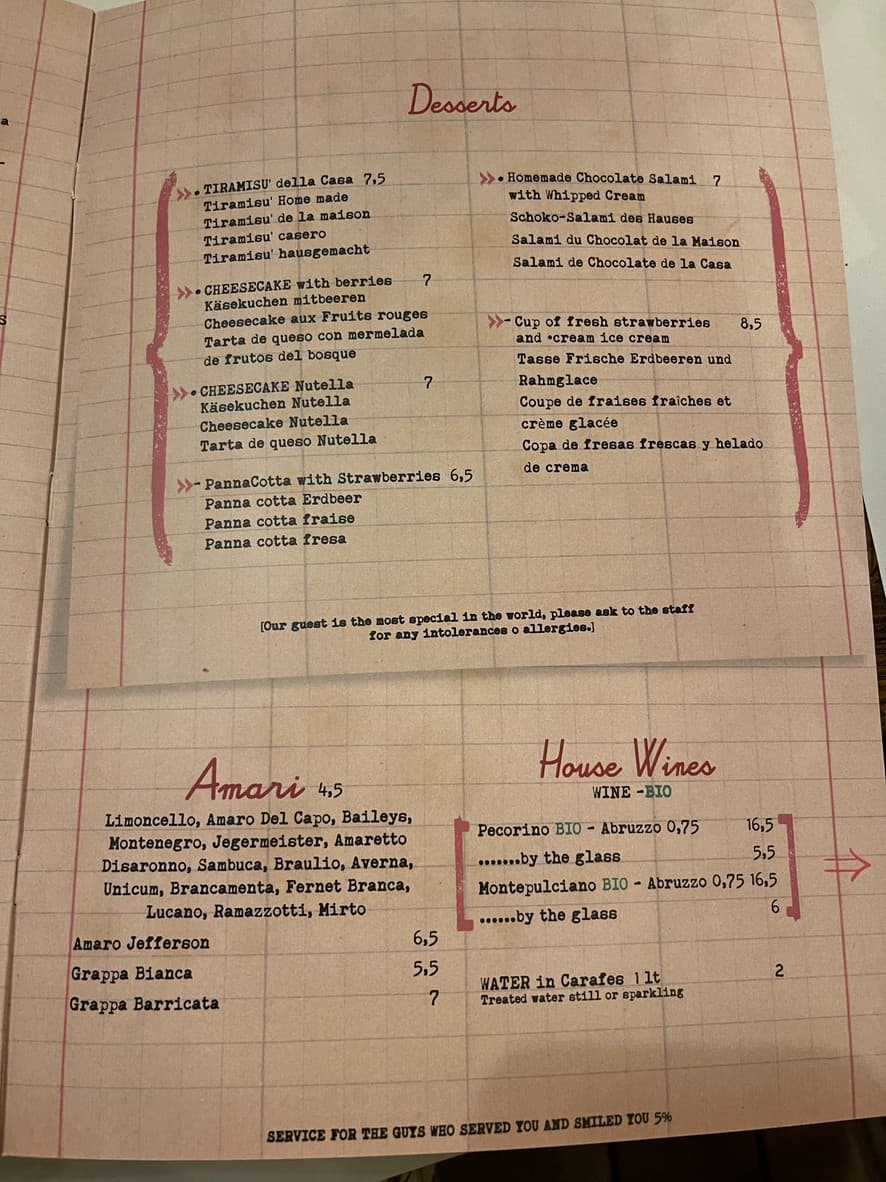 Desserts
• TIRAMISU' della Casa 7,5
Tiramisu' Home made
Tiramisu' de la maison
Tiramisu' casero
Tiramisu' hausgemacht
• CHEESECAKE with berries 7
Käsekuchen mitbeeren
Cheesecake aux Fruits rouges
Tarta de queso con mermelada
de frutos del bosque
• CHEESECAKE Nutella 7
Käsekuchen Nutella
Cheesecake Nutella
Tarta de queso Nutella
- PannaCotta with Strawberries 6,5
Panna cotta Erdbeer
Panna cotta fraise
Panna cotta fresa
• Homemade Chocolate Salami 7
with Whipped Cream
Schoko-Salami des Hauses
Salami du Chocolat de la Maison
Salami de Chocolate de la Casa
- Cup of fresh strawberries 8,5
and *cream ice cream
Tasse Frische Erdbeeren und
Rahmglace
Coupe de fraises fraîches et
crème glacée
Copa de fresas frescas y helado
de crema
[Our guest is the most special in the world, please ask to the staff
for any intolerances o allergies.]
Amari 4,5
Limoncello, Amaro Del Capo, Baileys,
Montenegro, Jegermeister, Amaretto
Disaronno, Sambuca, Braulio, Averna,
Unicum, Brancamenta, Fernet Branca,
Lucano, Ramazzotti, Mirto
Amaro Jefferson 6,5
Grappa Bianca 5,5
Grappa Barricata 7
House Wines
WINE -BIO
Pecorino BIO - Abruzzo 0,75 16,5
.......by the glass 5,5
Montepulciano BIO - Abruzzo 0,75 16,5
......by the glass 6
WATER in Carafes 1 lt 2
Treated water still or sparkling
SERVICE FOR THE GUYS WHO SERVED YOU AND SMILED YOU 5%